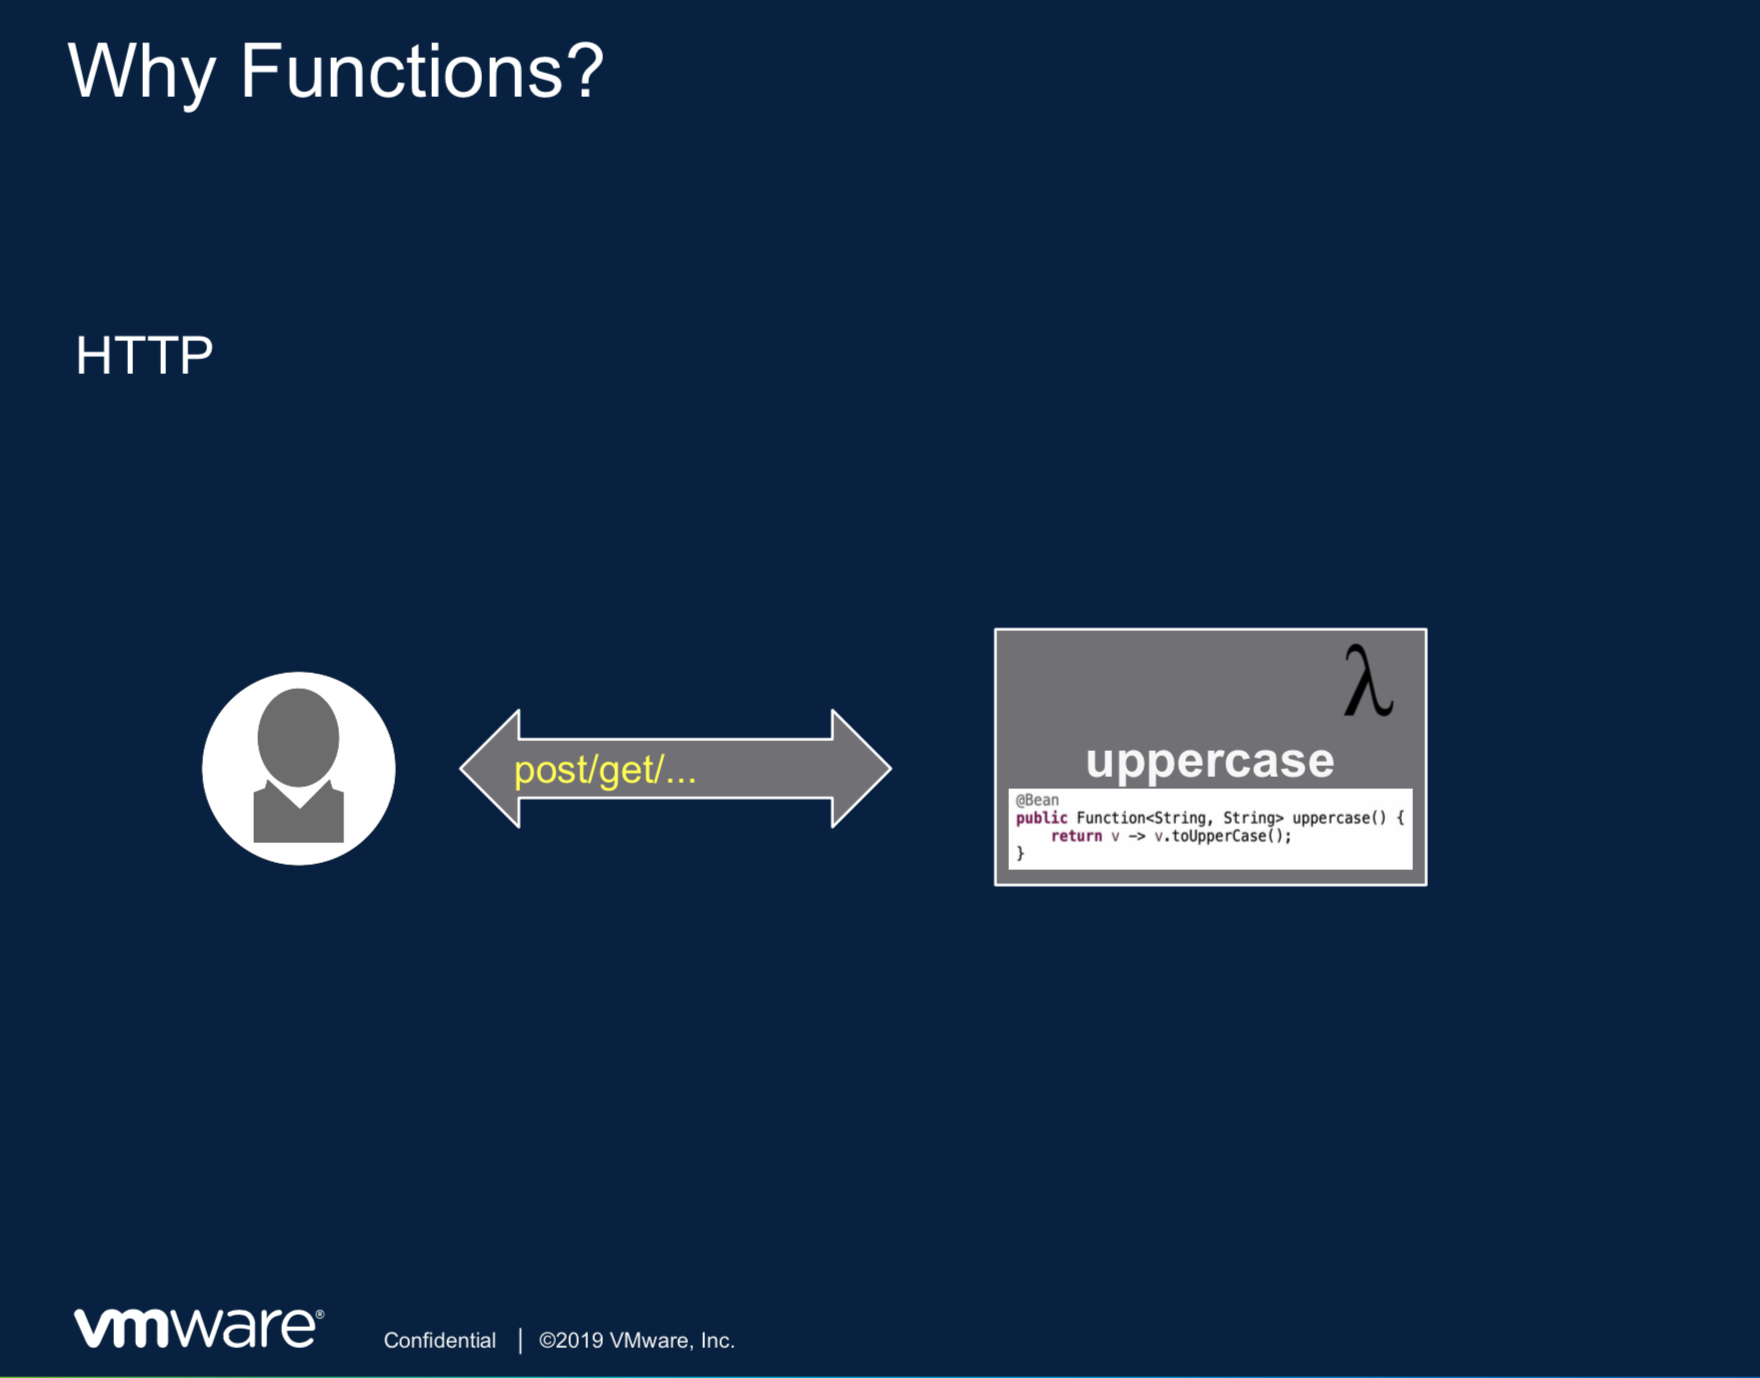 Why Functions?
HTTP
post/get/...
λ
uppercase
@Bean
public Function<String, String> uppercase() {
    return v -> v.toUpperCase();
}
vmware®
Confidential | ©2019 VMware, Inc.